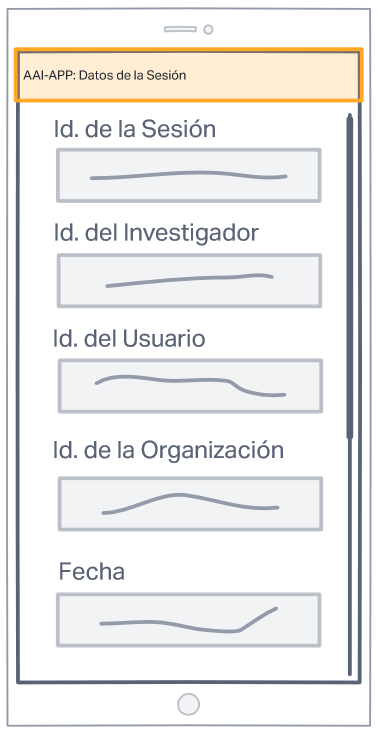 AAI-APP: Datos de la Sesión
Id. de la Sesión
Id. del Investigador
Id. del Usuario
Id. de la Organización
Fecha